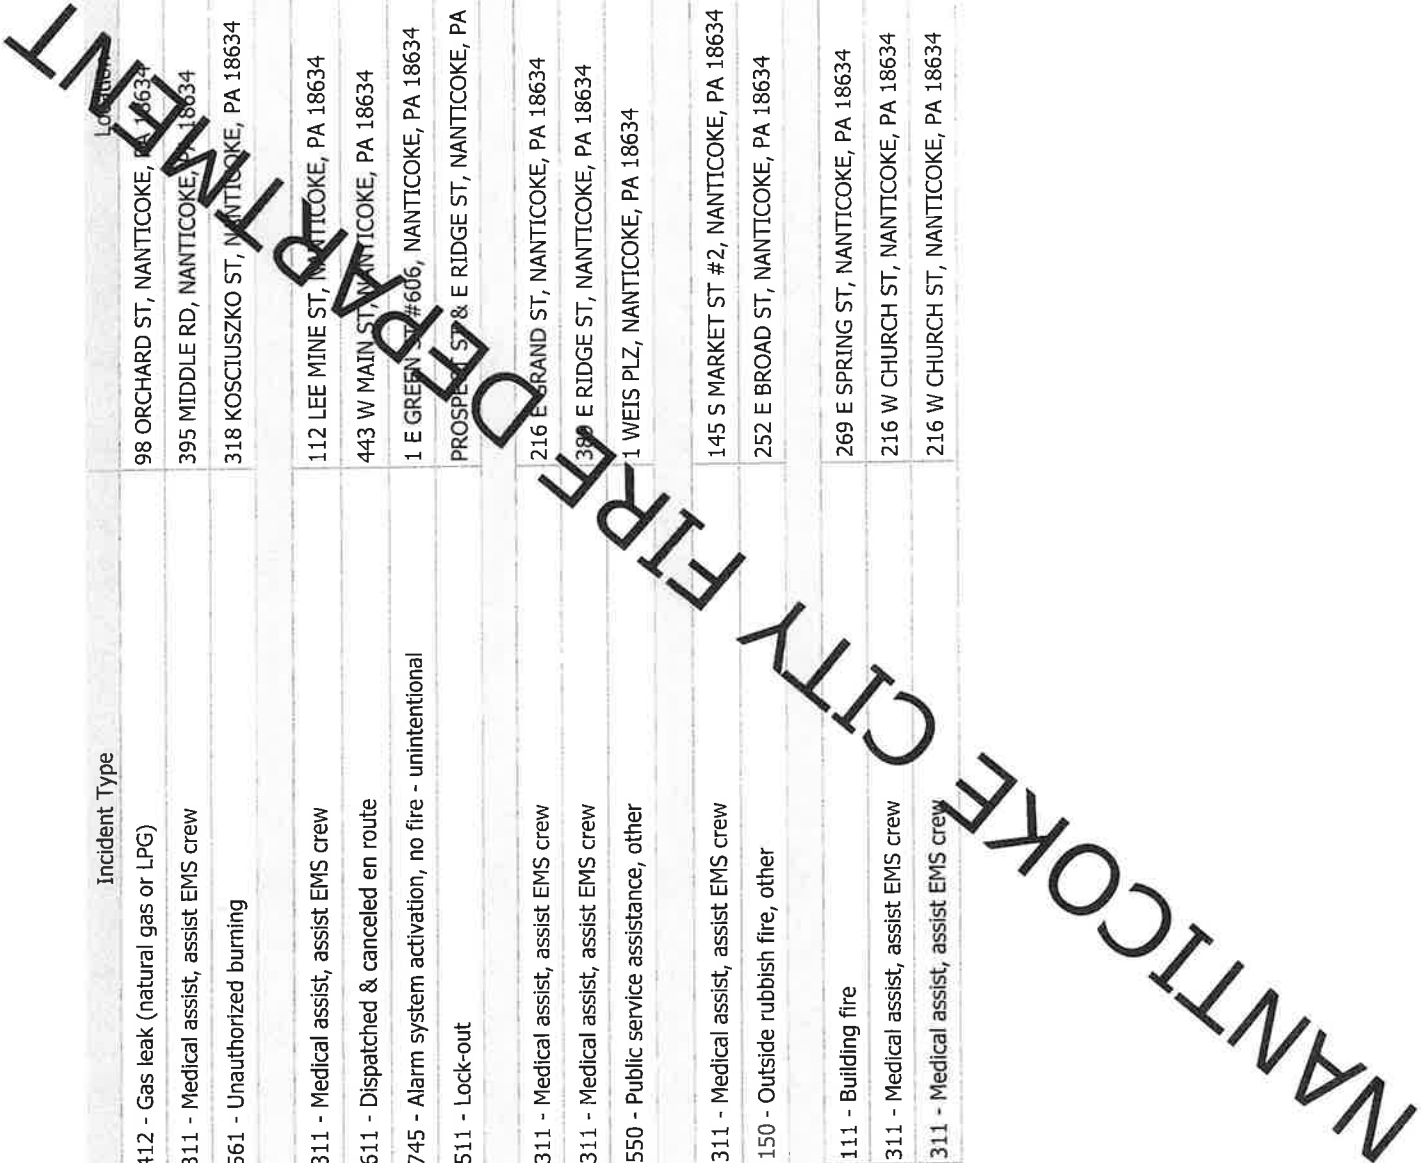 Incident Type Location
412 - Gas leak (natural gas or LPG) 98 ORCHARD ST, NANTICOKE, PA 18634
311 - Medical assist, assist EMS crew 395 MIDDLE RD, NANTICOKE, PA 18634
561 - Unauthorized burning 318 KOSCIUSZKO ST, NANTICOKE, PA 18634
311 - Medical assist, assist EMS crew 112 LEE MINE ST, NANTICOKE, PA 18634
611 - Dispatched & canceled en route 443 W MAIN ST, NANTICOKE, PA 18634
745 - Alarm system activation, no fire - unintentional 1 E GREEN ST #606, NANTICOKE, PA 18634
511 - Lock-out PROSPECT ST & E RIDGE ST, NANTICOKE, PA
311 - Medical assist, assist EMS crew 216 E GRAND ST, NANTICOKE, PA 18634
311 - Medical assist, assist EMS crew E RIDGE ST, NANTICOKE, PA 18634
550 - Public service assistance, other 1 WEIS PLZ, NANTICOKE, PA 18634
311 - Medical assist, assist EMS crew 145 S MARKET ST #2, NANTICOKE, PA 18634
150 - Outside rubbish fire, other 252 E BROAD ST, NANTICOKE, PA 18634
111 - Building fire 269 E SPRING ST, NANTICOKE, PA 18634
311 - Medical assist, assist EMS crew 216 W CHURCH ST, NANTICOKE, PA 18634
311 - Medical assist, assist EMS crew 216 W CHURCH ST, NANTICOKE, PA 18634
NANTICOKE CITY FIRE DEPARTMENT